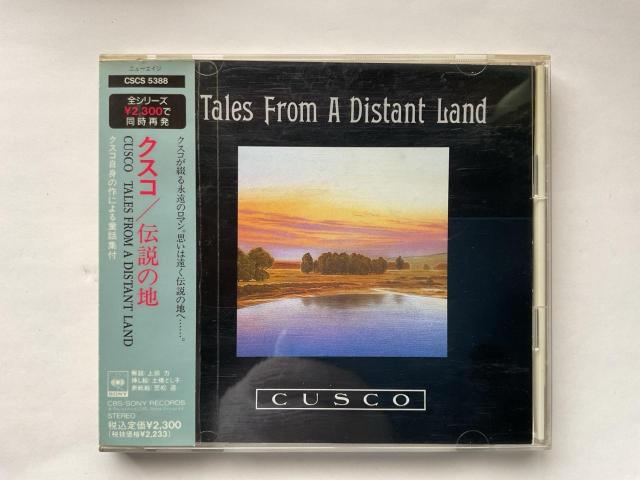 ニューエイジ
CSCS 5388
全シリーズ
¥2,300で
同時再発
クスコ/伝説の地
CUSCO TALES FROM A DISTANT LAND
クスコ自身の作による童話集付
SONY
CBS-SONY RECORDS
STEREO
税込定価¥2,300
(税抜価格¥2,233)
Tales From A Distant Land
クスコが綴る永遠のロマン。思いは遠く伝説の地へ……。
CUSCO